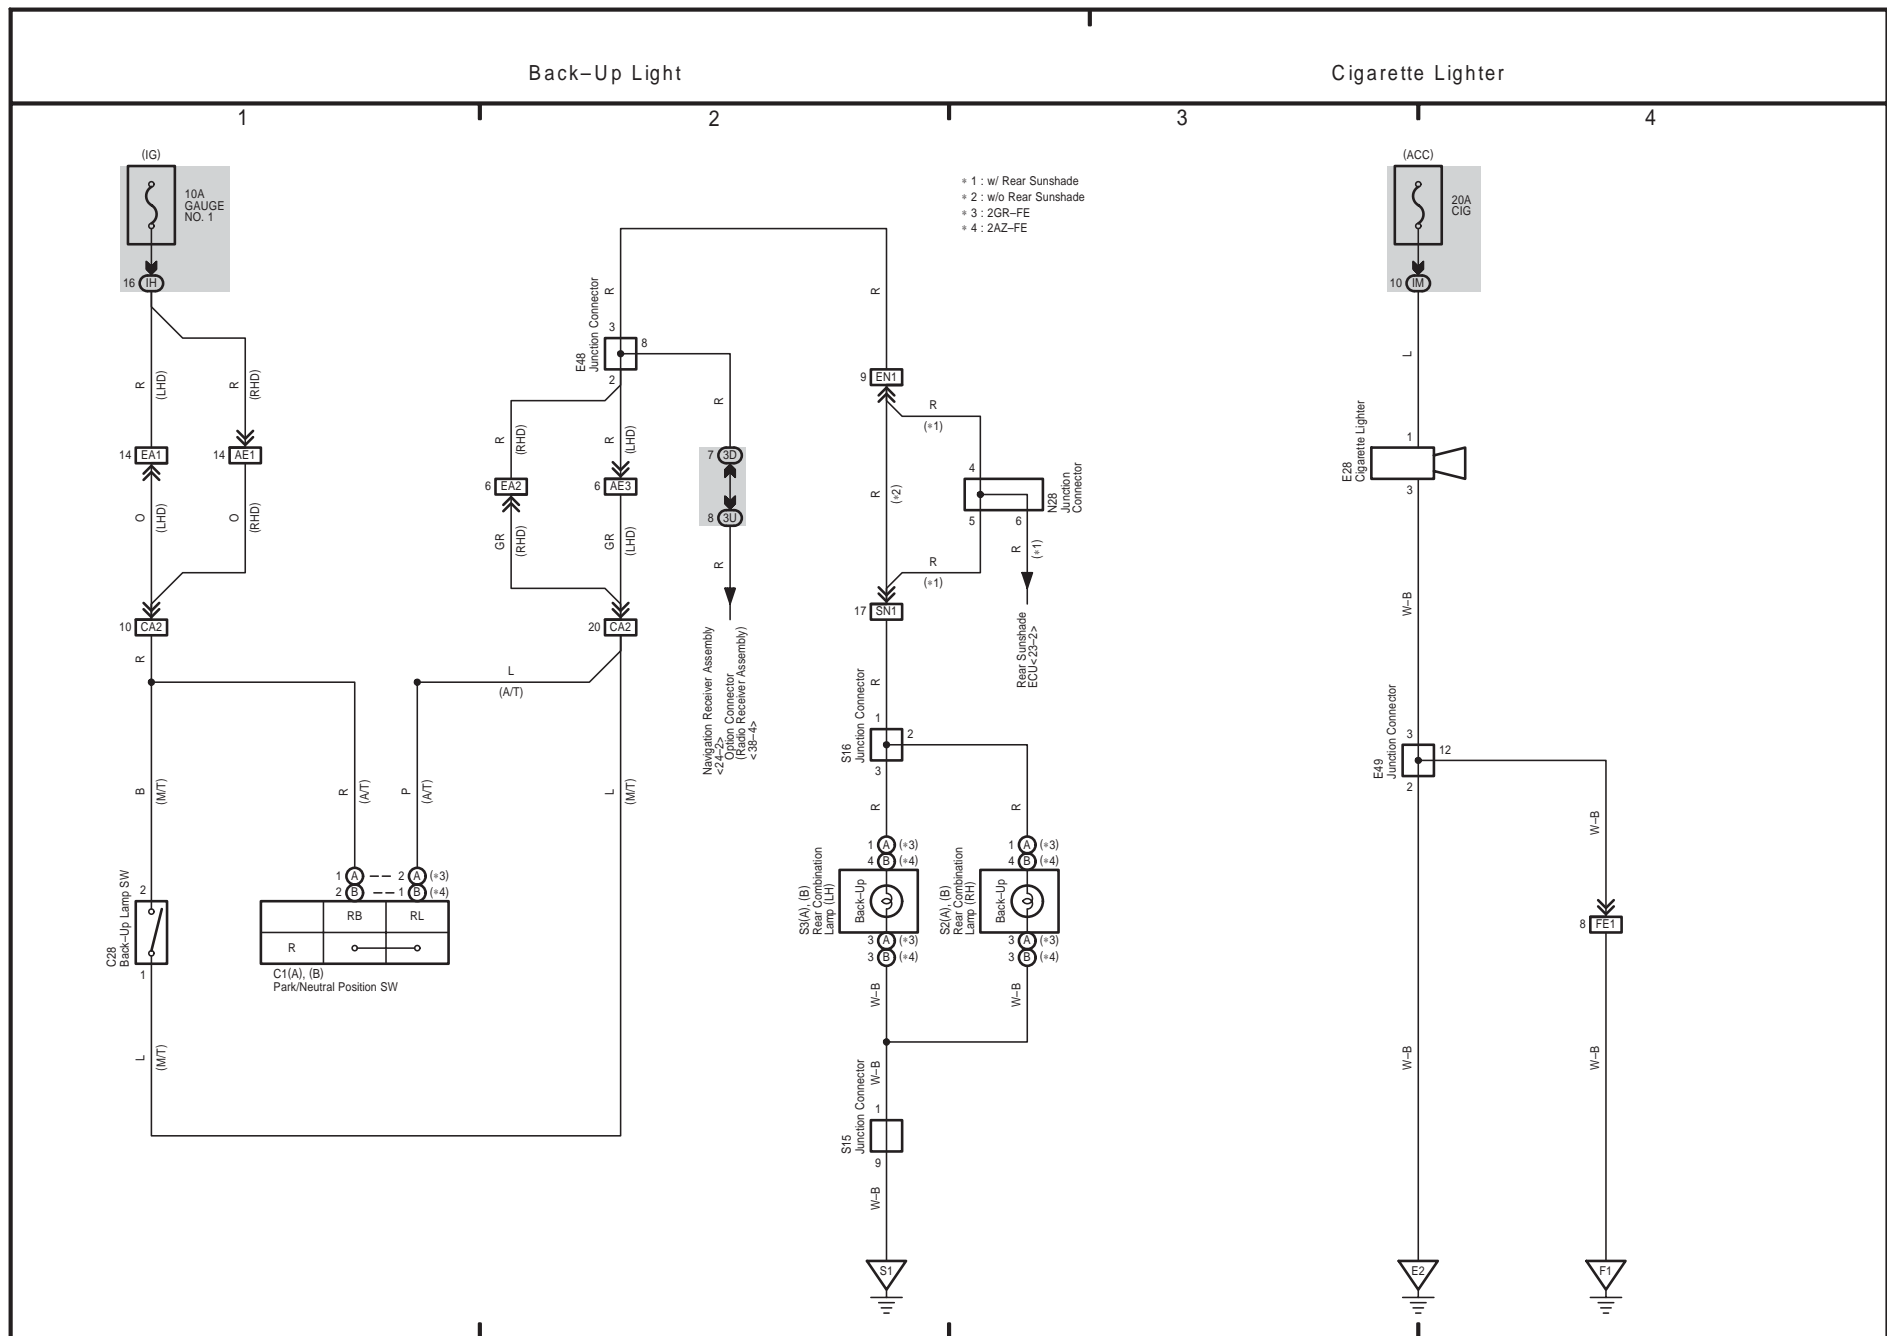 Back–Up Light
Cigarette Lighter
1
2
3
4
(IG)
10A
GAUGE
NO. 1
16 IH
R
(LHD)
R
(RHD)
14 EA1
14 AE1
O
(LHD)
O
(RHD)
10 CA2
R
B
(M/T)
R
(A/T)
P
(A/T)
L
(A/T)
L
(M/T)
2
C28
Back–Up Lamp SW
1
L
(M/T)
1 A 2 A (∗3)
2 B 1 B (∗4)
RB
RL
R
C1(A), (B)
Park/Neutral Position SW
R
3
8
E48
Junction Connector
2
R
(RHD)
R
(LHD)
6 EA2
6 AE3
GR
(RHD)
GR
(LHD)
20 CA2
R
7 3D
8 3U
R
Navigation Receiver Assembly
<24–2>
Option Connector
(Radio Receiver Assembly)
<38–4>
∗ 1 : w/ Rear Sunshade
∗ 2 : w/o Rear Sunshade
∗ 3 : 2GR–FE
∗ 4 : 2AZ–FE
R
9 EN1
R
(∗1)
R
(∗2)
4
N28
Junction
Connector
5
6
R
(∗1)
R
(∗1)
17 SN1
Rear Sunshade
ECU<23–2>
R
1
2
S16
Junction Connector
3
R
R
1 A (∗3)
4 B (∗4)
1 A (∗3)
4 B (∗4)
S3(A), (B)
Rear Combination
Lamp (LH)
Back–Up
S2(A), (B)
Rear Combination
Lamp (RH)
Back–Up
3 A (∗3)
3 B (∗4)
3 A (∗3)
3 B (∗4)
W–B
W–B
W–B
1
S15
Junction Connector
9
W–B
S1
(ACC)
20A
CIG
10 IM
L
1
E28
Cigarette Lighter
3
W–B
3
12
E49
Junction Connector
2
W–B
8 FE1
W–B
W–B
E2
F1